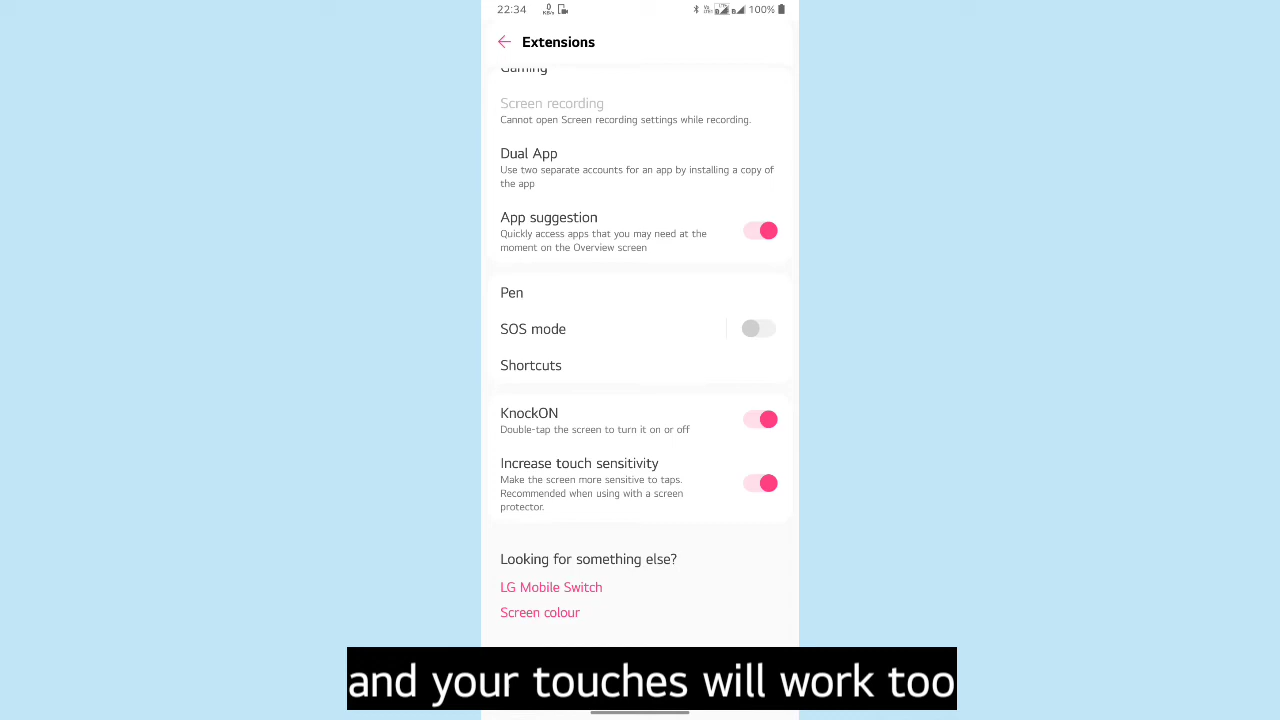 22:34
0
KB/s
100%
Extensions
Gaming
Screen recording
Cannot open Screen recording settings while recording.
Dual App
Use two separate accounts for an app by installing a copy of
the app
App suggestion
Quickly access apps that you may need at the
moment on the Overview screen
Pen
SOS mode
Shortcuts
KnockON
Double-tap the screen to turn it on or off
Increase touch sensitivity
Make the screen more sensitive to taps.
Recommended when using with a screen
protector.
Looking for something else?
LG Mobile Switch
Screen colour
and your touches will work too